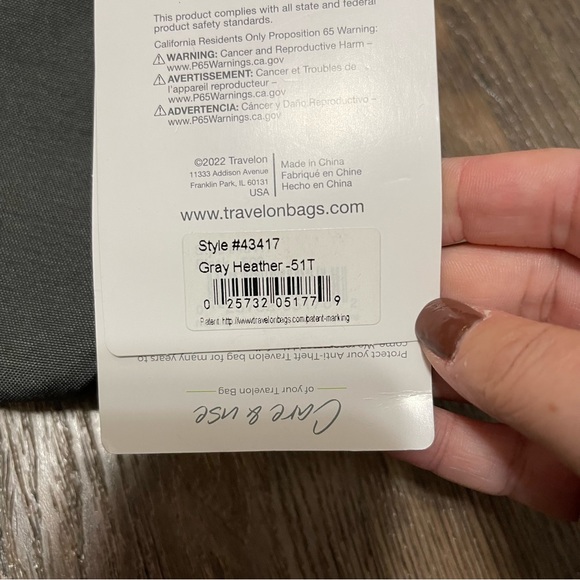 This product complies with all state and federal
product safety standards.
California Residents Only Proposition 65 Warning:
⚠WARNING: Cancer and Reproductive Harm –
www.P65Warnings.ca.gov
⚠AVERTISSEMENT: Cancer et Troubles de
l'appareil reproducteur –
www.P65Warnings.ca.gov
⚠ADVERTENCIA: Cáncer y Daño Reproductivo –
www.P65Warnings.ca.gov
©2022 Travelon
11333 Addison Avenue
Franklin Park, IL 60131
USA
Made in China
Fabriqué en Chine
Hecho en China
www.travelonbags.com
Style #43417
Gray Heather -51T
0 25732 05177 9
Patent: http://www.travelonbags.com/patent-marking
Care & use
of your Travelon Bag
Protect your Anti-Theft Travelon bag for many years to
come.